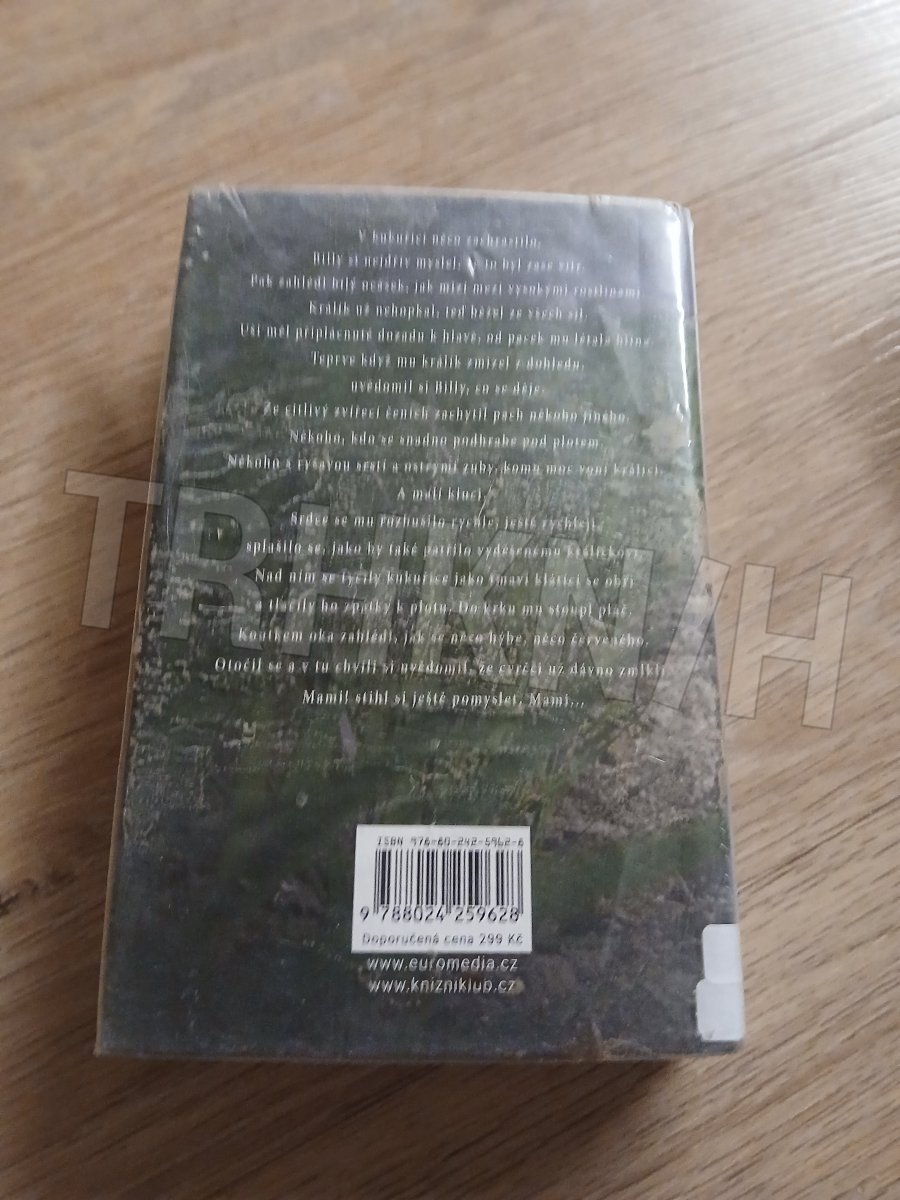 V kukuřici něco zachrastilo.
Billy si nejdřív myslel, že to byl zase vítr.
Pak zahlédl bílý ocásek, jak mizí mezi vysokými rostlinami.
Králík už nehopkal, teď běžel ze všech sil.
Uši měl připlácnuté dozadu k hlavě, od pacek mu létala hlína.
Teprve když mu králík zmizel z dohledu,
uvědomil si Billy, co se děje.
Že citlivý zvířecí čenich zachytil pach někoho jiného.
Někoho, kdo se snadno podhrabe pod plotem.
Někoho s ryšavou srstí a ostrými zuby, komu moc voní králíci.
A malí kluci.
Srdce se mu rozbušilo rychle, ještě rychleji,
splašilo se, jako by také patřilo vyděšenému králíčkovi.
Nad ním se tyčily kukuřice jako tmaví klátící se obři
a tlačily ho zpátky k plotu. Do krku mu stoupl pláč.
Koutkem oka zahlédl, jak se něco hýbe, něco červeného.
Otočil se a v tu chvíli si uvědomil, že cvrčci už dávno zmlkli.
Mami! stihl si ještě pomyslet. Mami...
TRHKNIH
ISBN 978-80-242-5962-8
9 788024 259628
Doporučená cena 299 Kč
www.euromedia.cz
www.knizniklub.cz